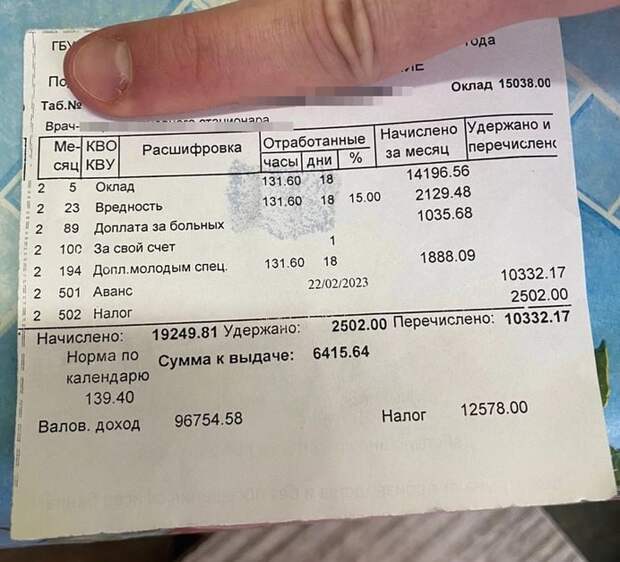 ГБУ года
Оклад 15038.00
Таб.№
Врач- стационара
Ме-сяц КВО КВУ Расшифровка Отработанные часы дни % Начислено за месяц Удержано и перечислено
2 5 Оклад 131.60 18 14196.56
2 23 Вредность 131.60 18 15.00 2129.48
2 89 Доплата за больных 1035.68
2 100 За свой счет 1
2 194 Допл.молодым спец. 131.60 18 1888.09
2 501 Аванс 22/02/2023 10332.17
2 502 Налог 2502.00
Начислено: 19249.81 Удержано: 2502.00 Перечислено: 10332.17
Норма по календарю 139.40 Сумма к выдаче: 6415.64
Валов. доход 96754.58 Налог 12578.00